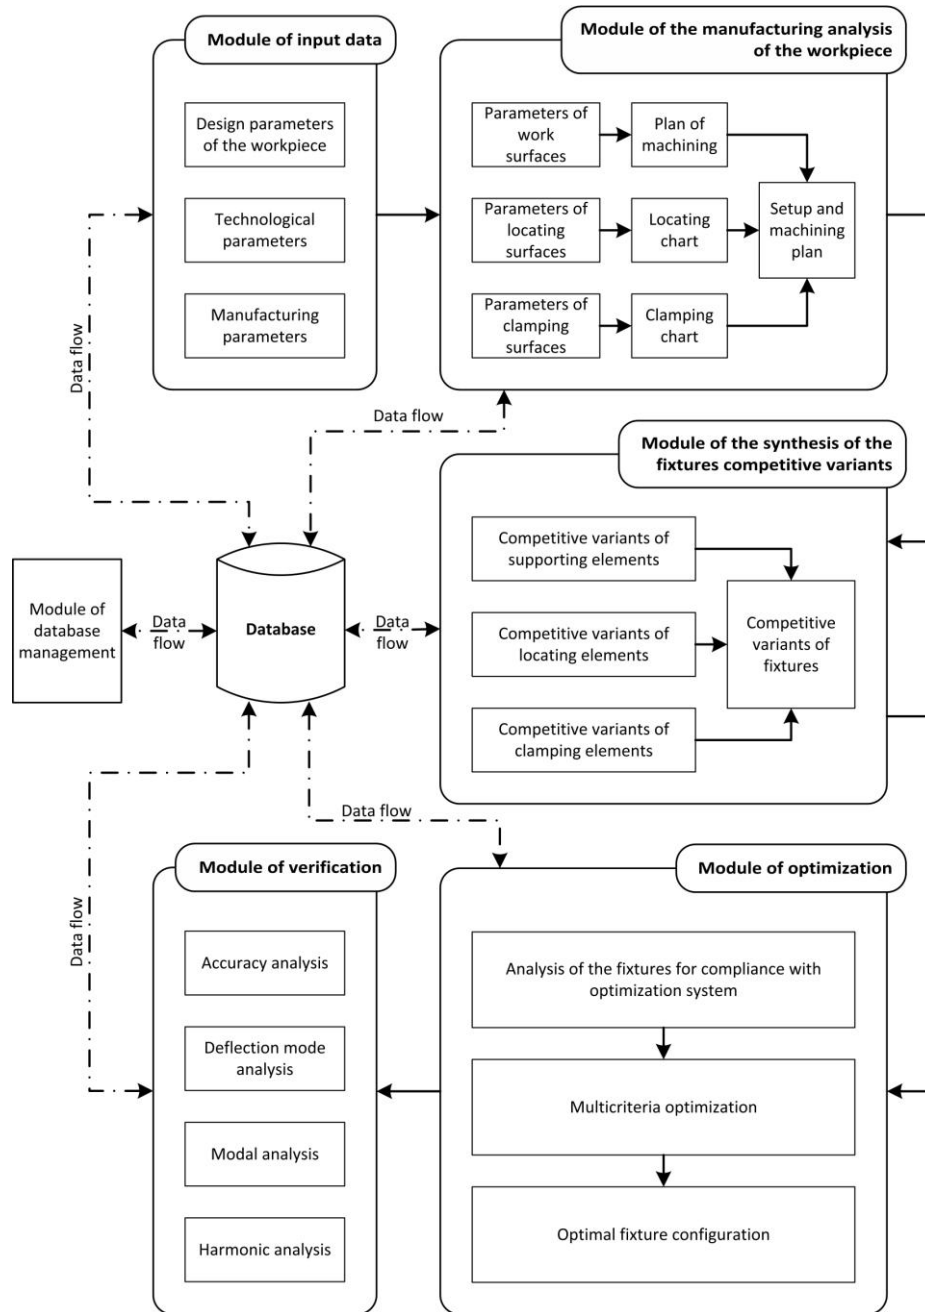 Module of input data
Design parameters
of the workpiece
Technological
parameters
Manufacturing
parameters
Module of the manufacturing analysis
of the workpiece
Parameters of
work
surfaces
Plan of
machining
Parameters of
locating
surfaces
Locating
chart
Parameters of
clamping
surfaces
Clamping
chart
Setup and
machining
plan
Data flow
Data flow
Module of the synthesis of the
fixtures competitive variants
Competitive variants of
supporting elements
Competitive variants of
locating elements
Competitive variants of
clamping elements
Competitive
variants of
fixtures
Module of
database
management
Data
flow
Database
Data
flow
Data flow
Data flow
Module of verification
Accuracy analysis
Deflection mode
analysis
Modal analysis
Harmonic analysis
Module of optimization
Analysis of the fixtures for compliance with
optimization system
Multicriteria optimization
Optimal fixture configuration